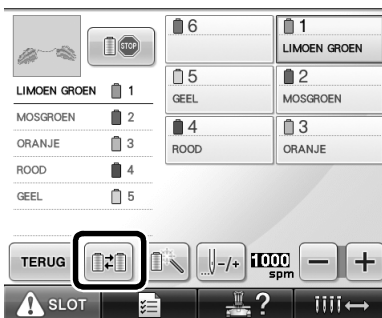 STOP
LIMOEN GROEN 1
MOSGROEN 2
ORANJE 3
ROOD 4
GEEL 5
6
1
LIMOEN GROEN
5
GEEL
2
MOSGROEN
4
ROOD
3
ORANJE
TERUG
-/+
1000
spm
− +
SLOT
?